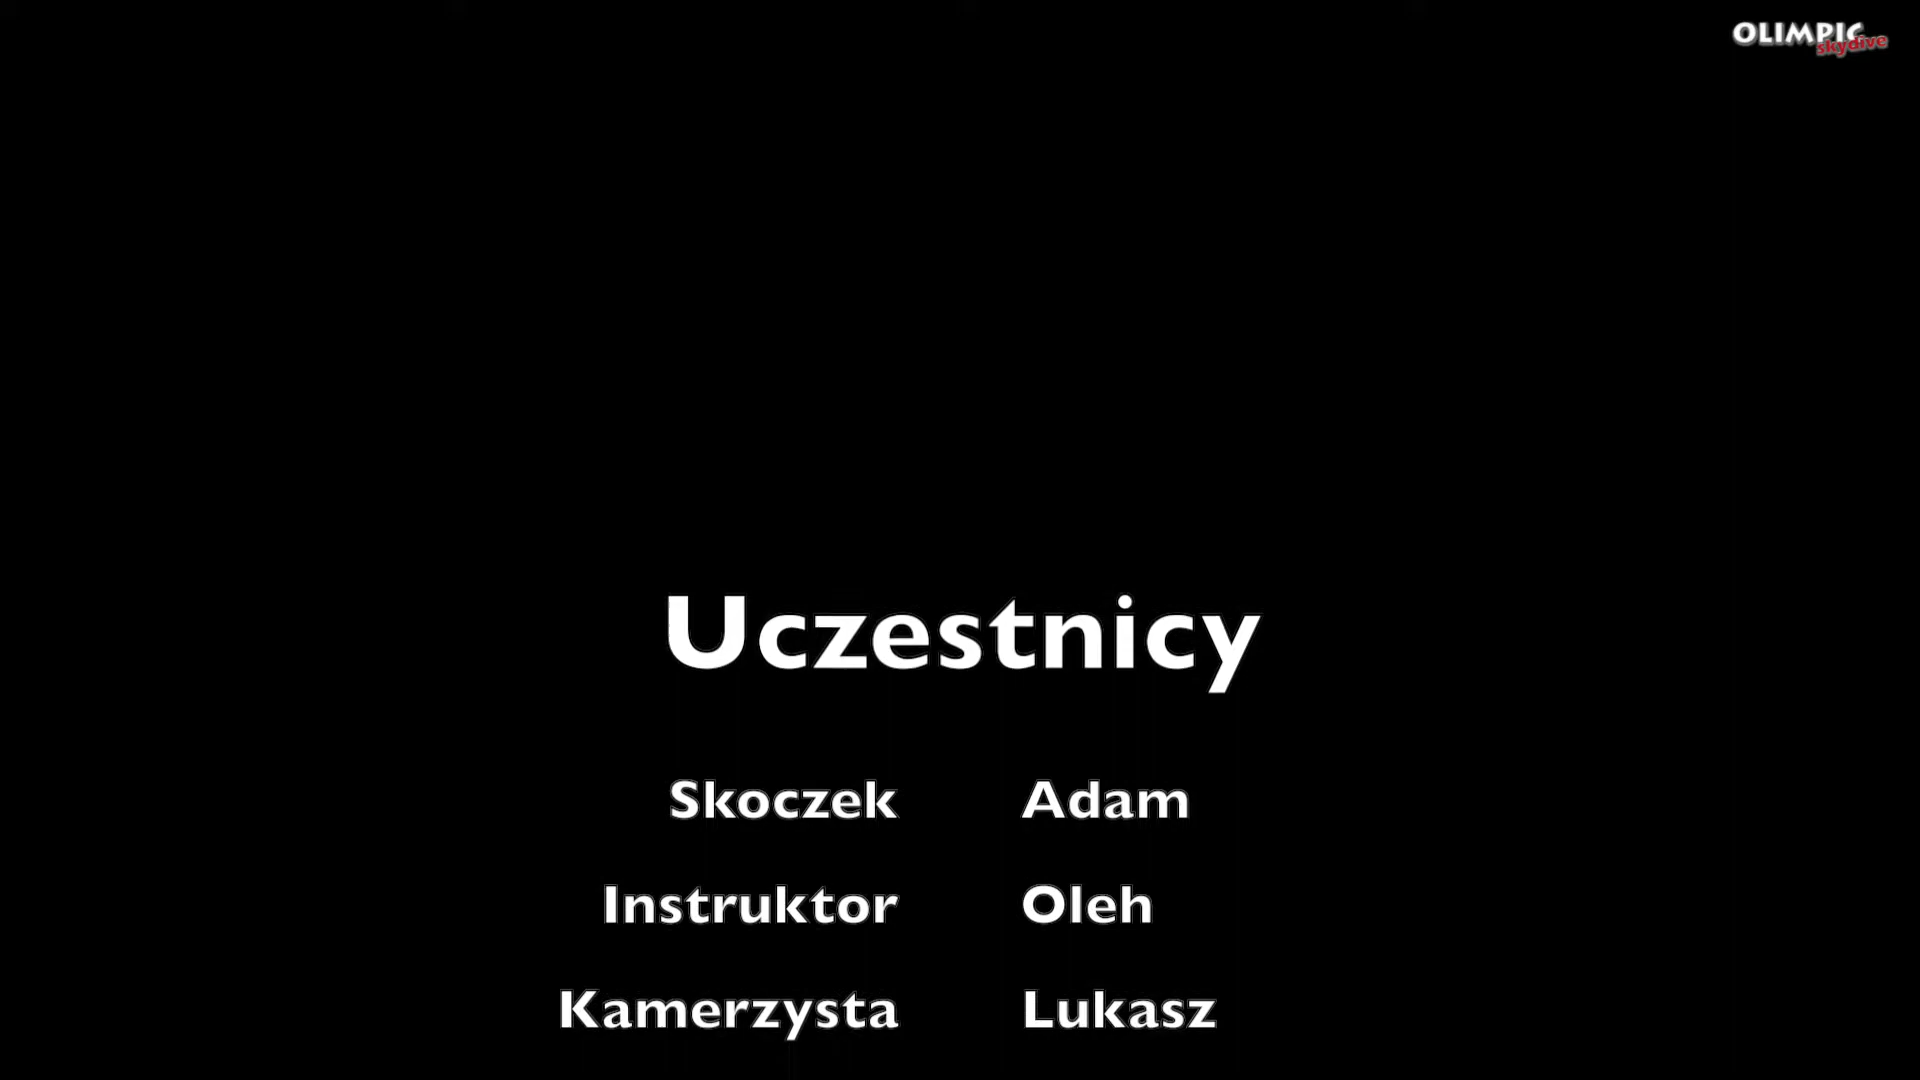 OLIMPIC
skydive
Uczestnicy
Skoczek Adam
Instruktor Oleh
Kamerzysta Lukasz